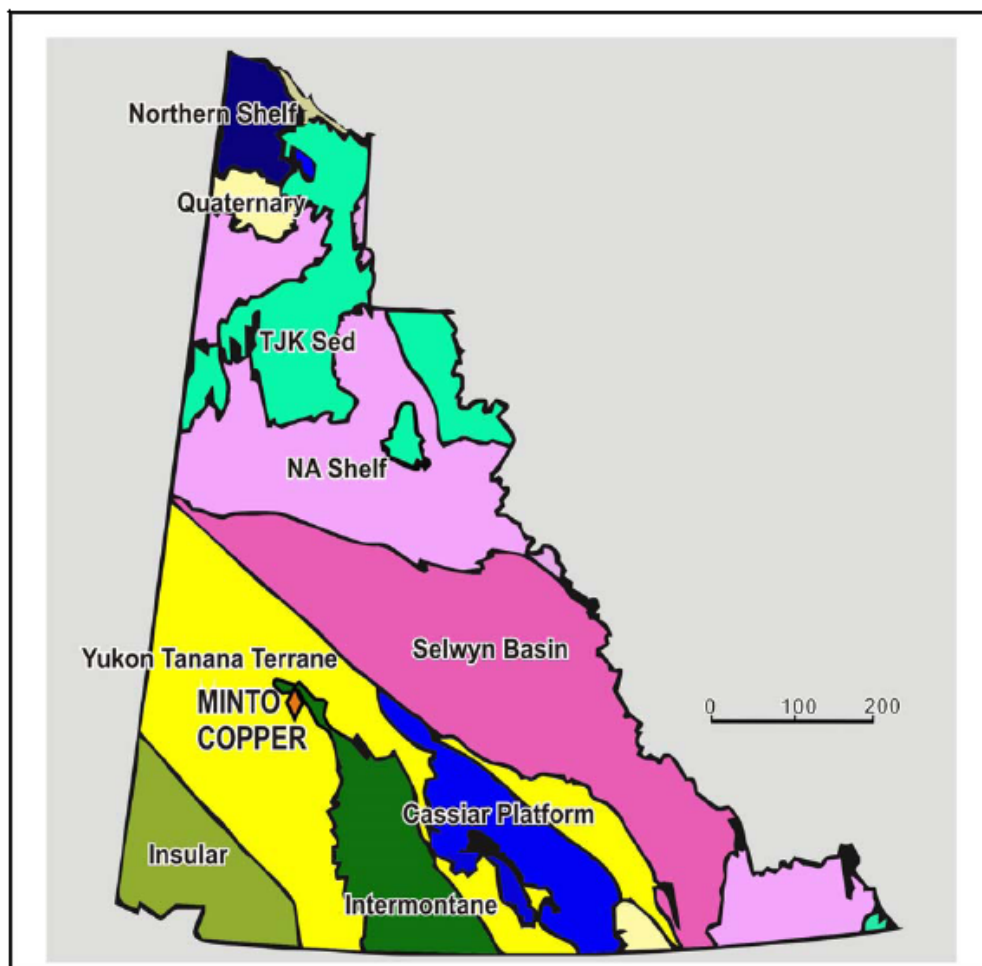 Northern Shelf
Quaternary
TJK Sed
NA Shelf
Selwyn Basin
Yukon Tanana Terrane
MINTO
COPPER
0 100 200
Cassiar Platform
Insular
Intermontane